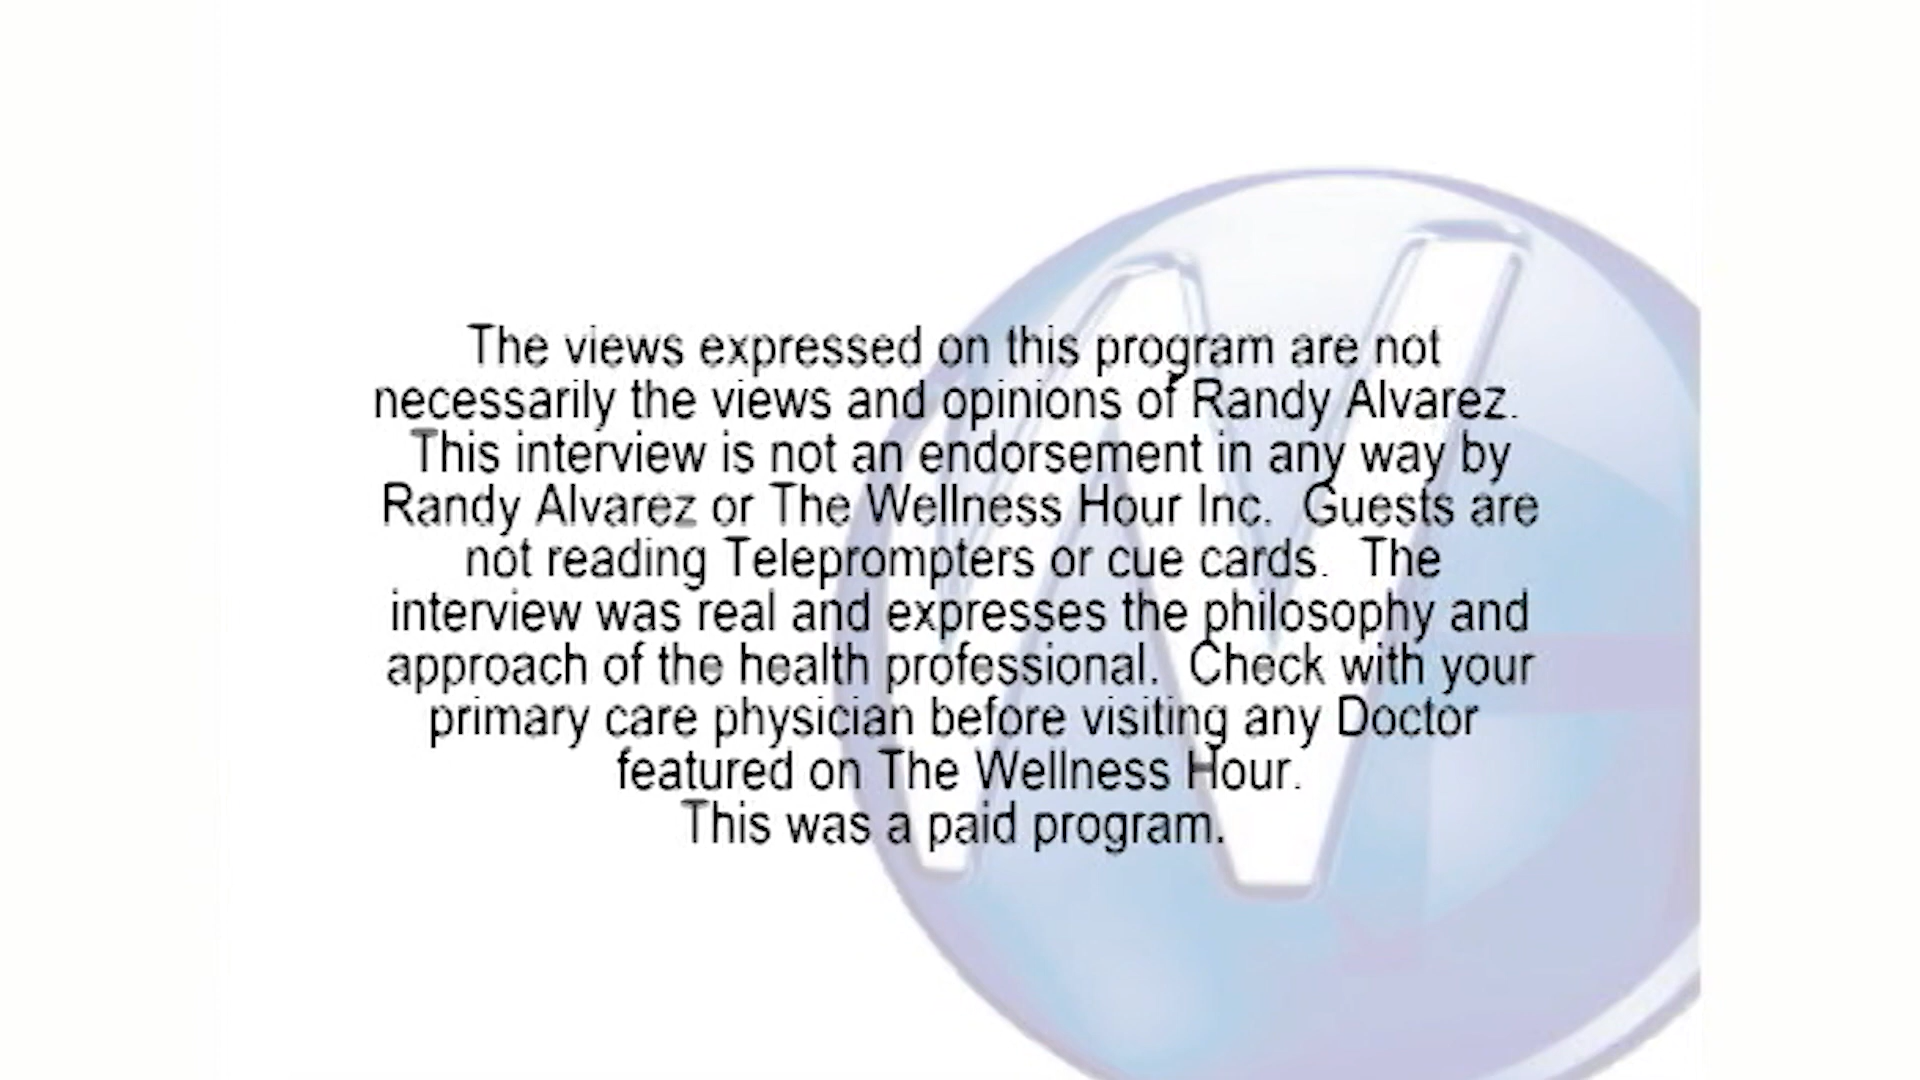 The views expressed on this program are not
necessarily the views and opinions of Randy Alvarez.
This interview is not an endorsement in any way by
Randy Alvarez or The Wellness Hour Inc.  Guests are
not reading Teleprompters or cue cards.  The
interview was real and expresses the philosophy and
approach of the health professional.  Check with your
primary care physician before visiting any Doctor
featured on The Wellness Hour.
This was a paid program.
W